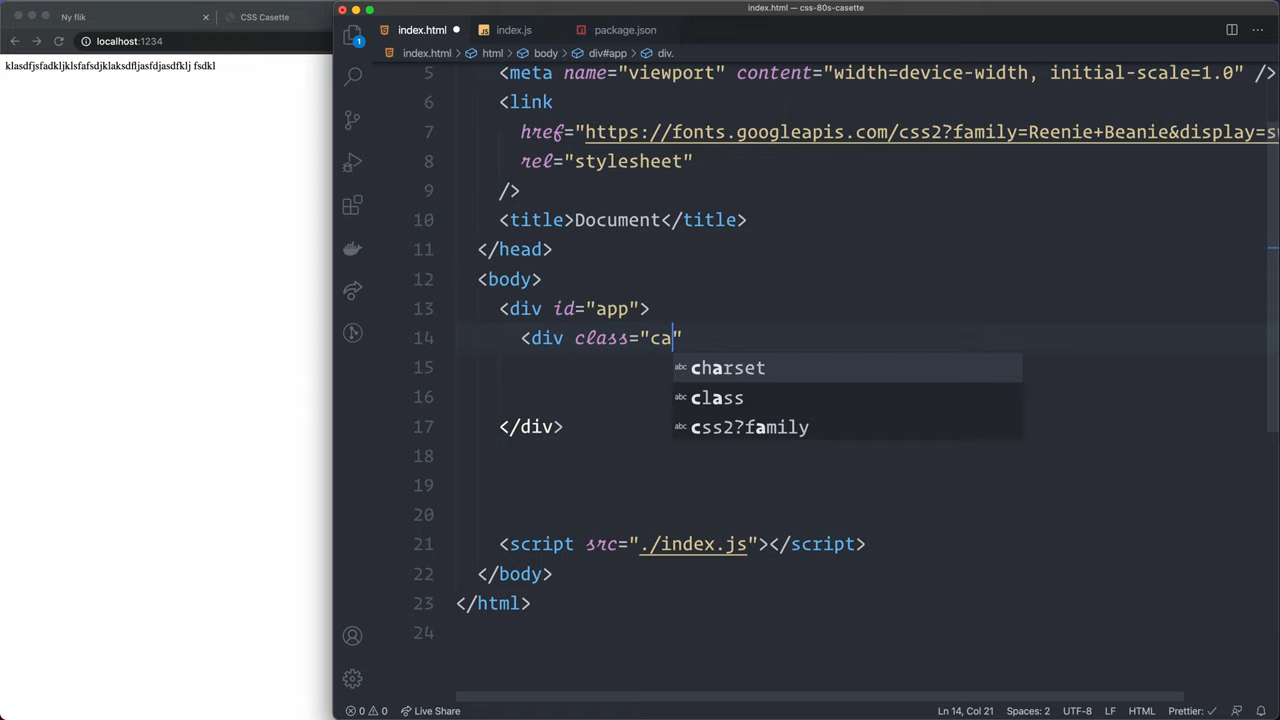 index.html — css-80s-casette
Ny flik
CSS Casette
index.html
index.js
package.json
localhost:1234
index.html > html > body > div#app > div.
1
klasdfjsfadkljklsfafsdjklaksdfljasfdjasdfklj fsdkl
5 <meta name="viewport" content="width=device-width, initial-scale=1.0" />
6 <link
7 href="https://fonts.googleapis.com/css2?family=Reenie+Beanie&display=s
8 rel="stylesheet"
9 />
10 <title>Document</title>
11 </head>
12 <body>
13 <div id="app">
14 <div class="ca"
15 charset
16 class
17 </div> css2?family
18
19
20
21 <script src="./index.js"></script>
22 </body>
23 </html>
24
0 0 Live Share Ln 14, Col 21 Spaces: 2 UTF-8 LF HTML Prettier: ✓